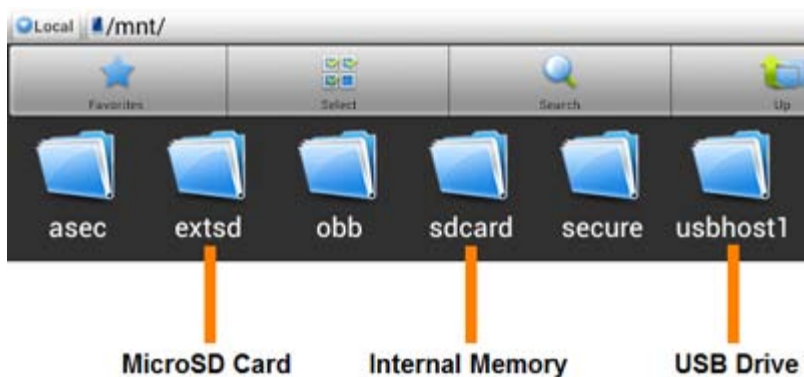 Local /mnt/
Favorites Select Search Up
asec extsd obb sdcard secure usbhost1
MicroSD Card Internal Memory USB Drive